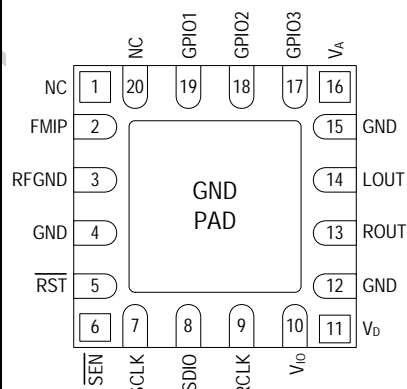 NC GPIO1 GPIO2 GPIO3 VA
NC 1 20 19 18 17 16
FMIP 2 15 GND
RFGND 3 14 LOUT
GND 4 13 ROUT
GND
PAD
RST 5 12 GND
6 7 8 9 10 11 VD
SEN SCLK SDIO RCLK VIO